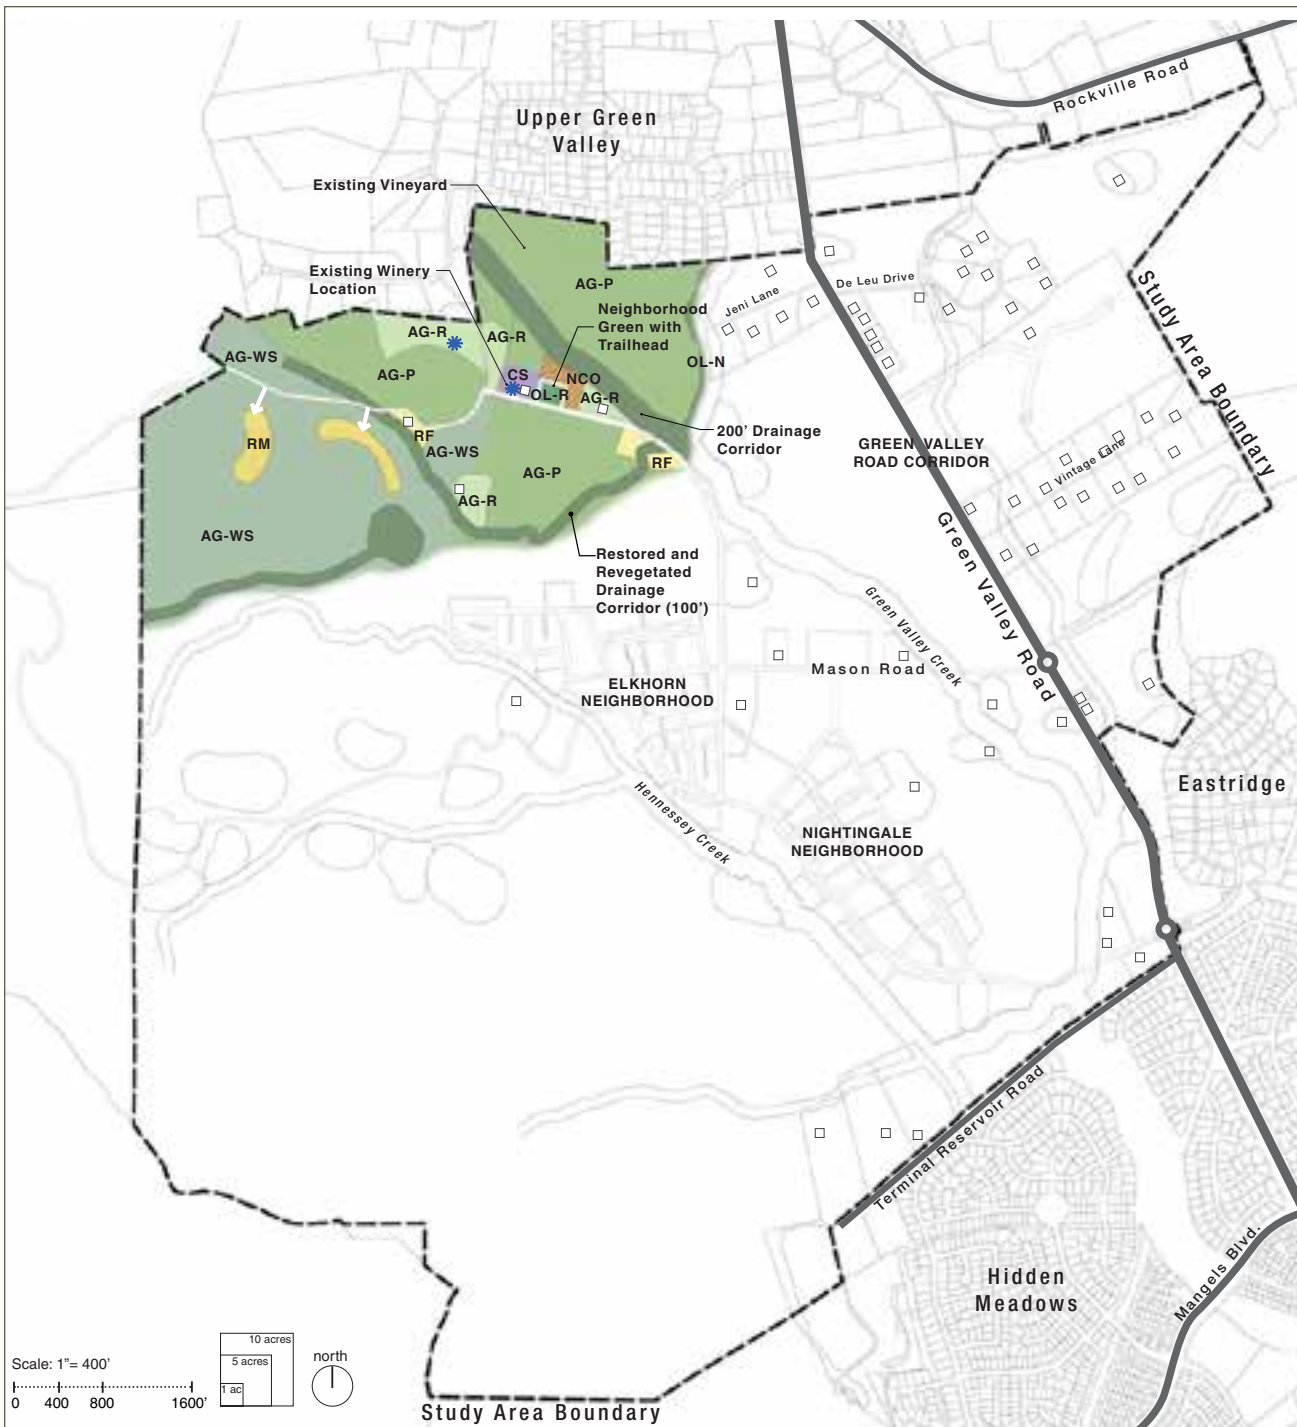 Rockville Road
Upper Green
Valley
Existing Vineyard
Existing Winery
Location
AG-P
Neighborhood
Green with
Trailhead
De Leu Drive
Jeni Lane
Study Area Boundary
AG-R
AG-R
AG-WS
AG-P
CS
NCO
OL-R
AG-R
OL-N
RM
RF
AG-WS
AG-P
RF
200' Drainage
Corridor
GREEN VALLEY
ROAD CORRIDOR
Vintage Lane
AG-R
AG-WS
Restored and
Revegetated
Drainage
Corridor (100')
Green Valley Road
Green Valley Creek
Mason Road
ELKHORN
NEIGHBORHOOD
Eastridge
Hennessey Creek
NIGHTINGALE
NEIGHBORHOOD
Terminal Reservoir Road
Hidden
Meadows
Mangels Blvd.
Scale: 1"= 400'
0 400 800 1600'
10 acres
5 acres
1 ac
north
Study Area Boundary